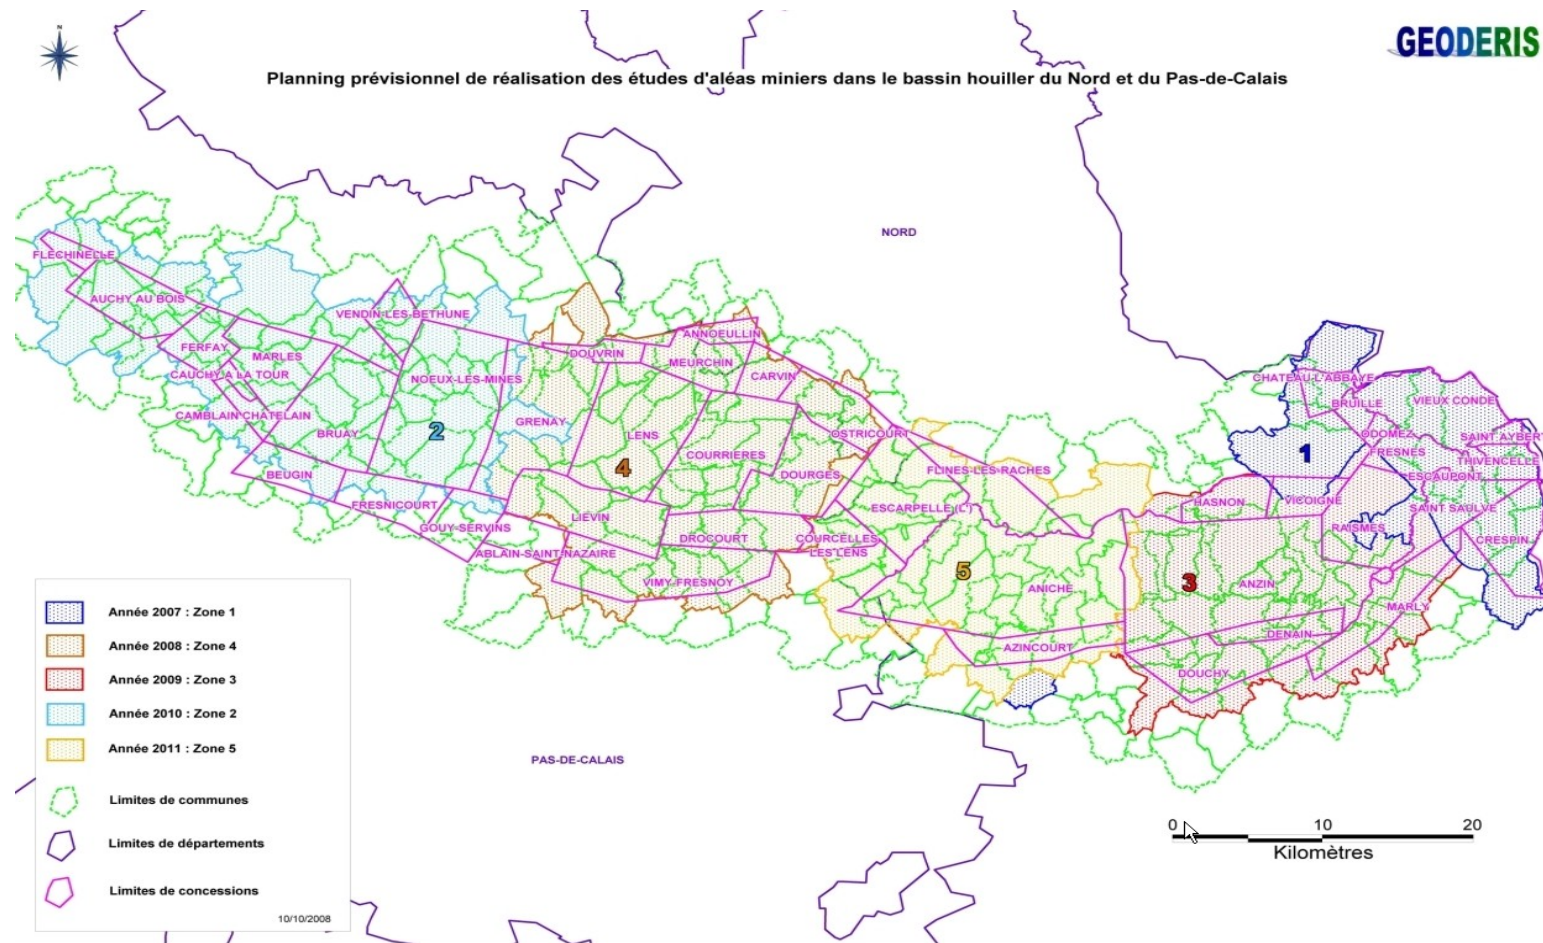 N
GEODERIS
Planning prévisionnel de réalisation des études d'aléas miniers dans le bassin houiller du Nord et du Pas-de-Calais
NORD
FLECHINELLE
AUCHY AU BOIS
VENDIN-LES-BETHUNE
FERFAY
MARLES
CAUCHY A LA TOUR
CAMBLAIN CHATELAIN
NOEUX-LES-MINES
2
BRUAY
BEUGIN
FRESNICOURT
GOUY-SERVINS
ABLAIN-SAINT-NAZAIRE
GRENAY
DOUVRIN
ANNOEULLIN
MEURCHIN
CARVIN
LENS
4
COURRIERES
OSTRICOURT
DOURGES
LIEVIN
DROCOURT
COURCELLES
LES LENS
VIMY-FRESNOY
FLINES-LES-RACHES
ESCARPELLE (L')
5
ANICHE
AZINCOURT
CHATEAU-L'ABBAYE
BRUILLE
VIEUX CONDE
1
ODOMEZ
FRESNES
SAINT AYBERT
THIVENCELLE
ESCAUPONT
HASNON
VICOIGNE
SAINT SAULVE
RAISMES
CRESPIN
3
ANZIN
MARLY
DENAIN
DOUCHY
PAS-DE-CALAIS
Année 2007 : Zone 1
Année 2008 : Zone 4
Année 2009 : Zone 3
Année 2010 : Zone 2
Année 2011 : Zone 5
Limites de communes
Limites de départements
Limites de concessions
10/10/2008
0 10 20
Kilomètres